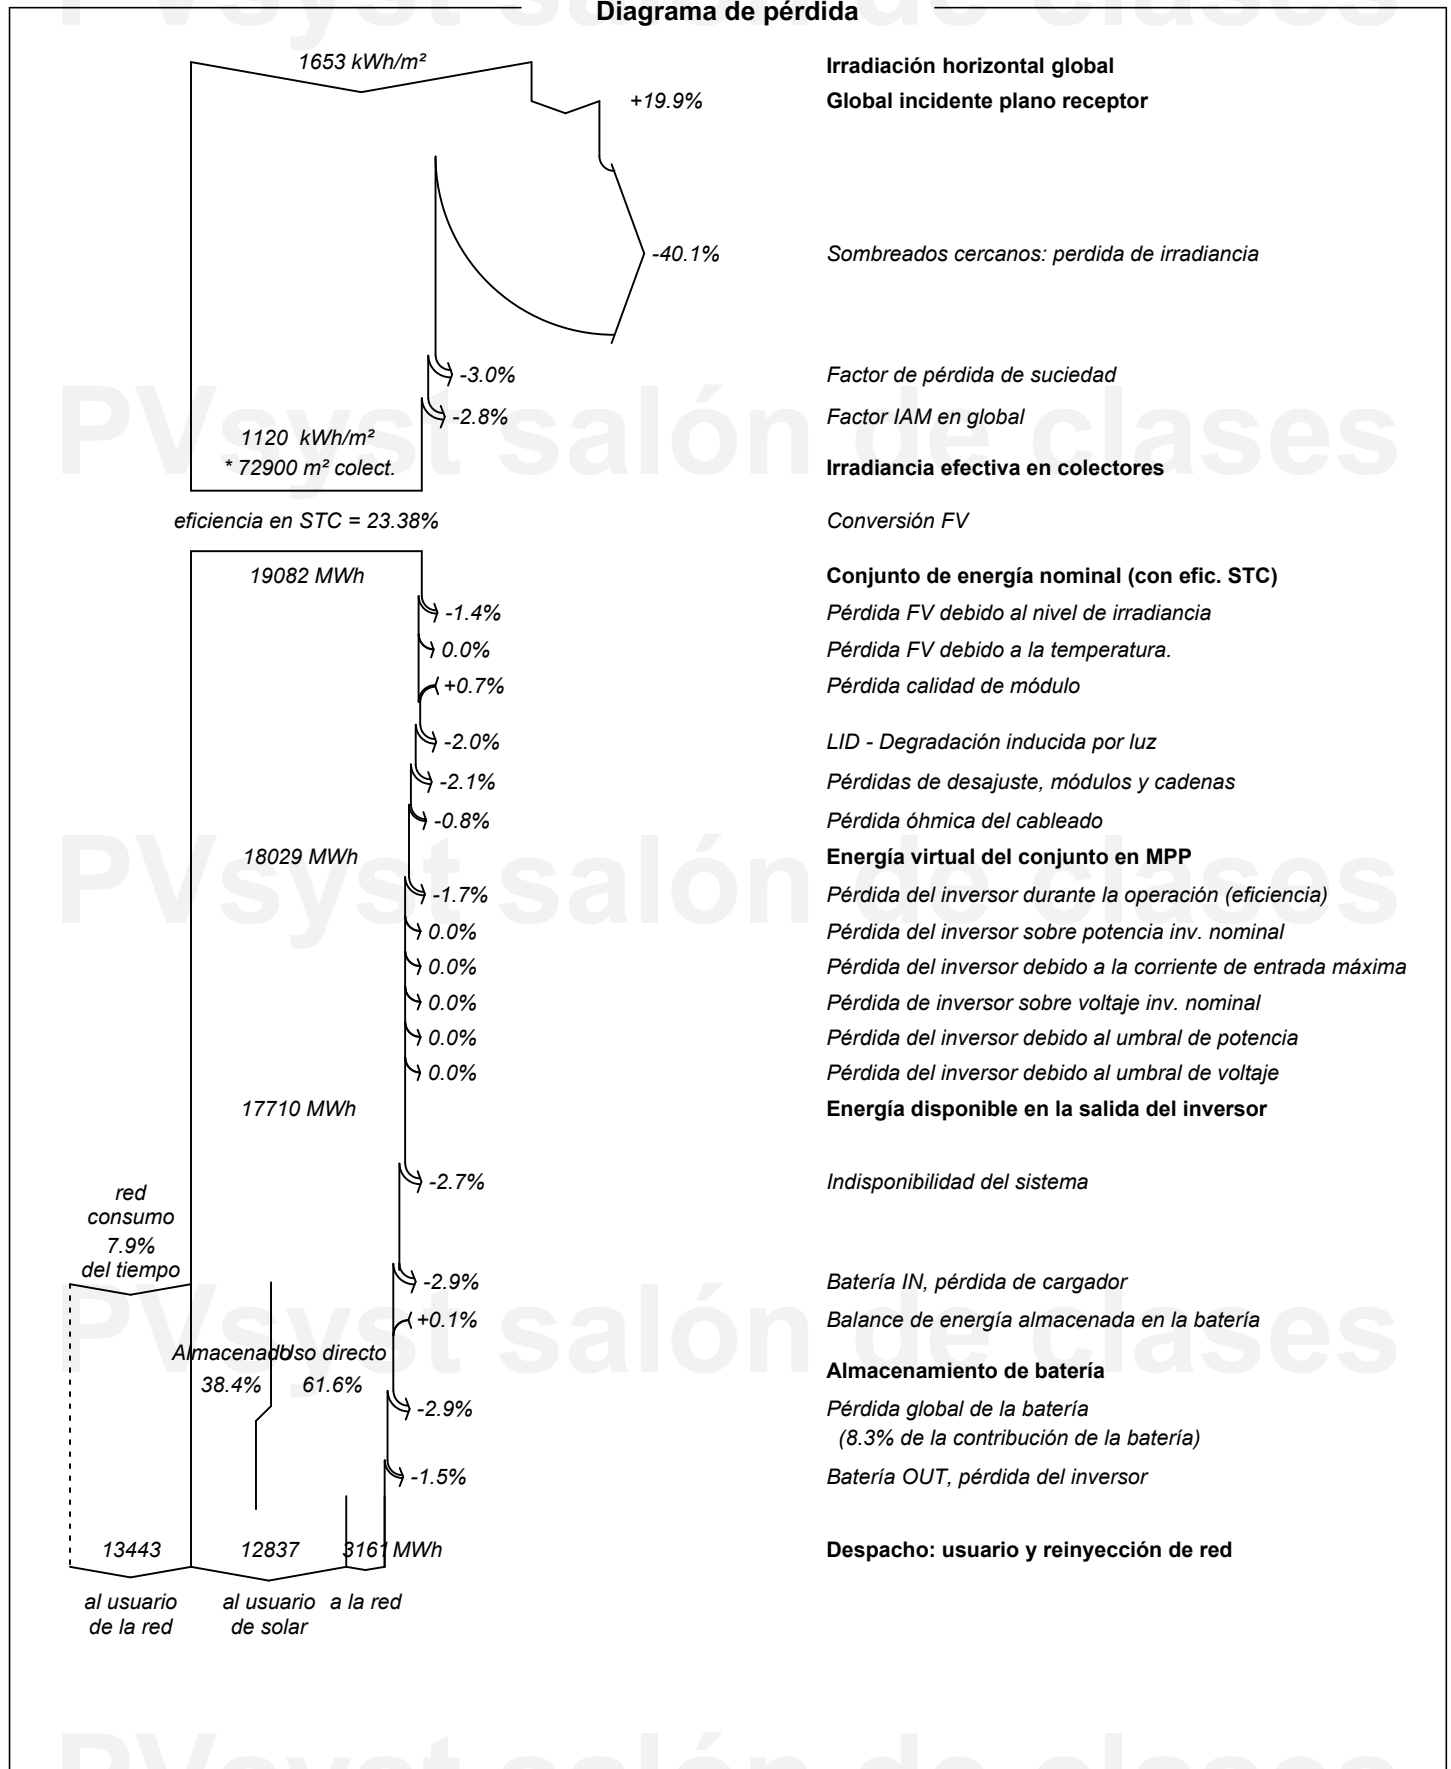 Diagrama de pérdida
PVsyst salón de clases
1653 kWh/m²
Irradiación horizontal global
+19.9%
Global incidente plano receptor
-40.1%
Sombreados cercanos: perdida de irradiancia
-3.0%
Factor de pérdida de suciedad
PVsyst salón de clases
-2.8%
Factor IAM en global
1120 kWh/m²
* 72900 m² colect.
Irradiancia efectiva en colectores
eficiencia en STC = 23.38%
Conversión FV
19082 MWh
Conjunto de energía nominal (con efic. STC)
-1.4%
Pérdida FV debido al nivel de irradiancia
0.0%
Pérdida FV debido a la temperatura.
+0.7%
Pérdida calidad de módulo
-2.0%
LID - Degradación inducida por luz
-2.1%
Pérdidas de desajuste, módulos y cadenas
-0.8%
Pérdida óhmica del cableado
18029 MWh
Energía virtual del conjunto en MPP
PVsyst salón de clases
-1.7%
Pérdida del inversor durante la operación (eficiencia)
0.0%
Pérdida del inversor sobre potencia inv. nominal
0.0%
Pérdida del inversor debido a la corriente de entrada máxima
0.0%
Pérdida de inversor sobre voltaje inv. nominal
0.0%
Pérdida del inversor debido al umbral de potencia
0.0%
Pérdida del inversor debido al umbral de voltaje
17710 MWh
Energía disponible en la salida del inversor
-2.7%
Indisponibilidad del sistema
red
consumo
7.9%
del tiempo
-2.9%
Batería IN, pérdida de cargador
+0.1%
Balance de energía almacenada en la batería
PVsyst salón de clases
Almacenado
38.4%
Uso directo
61.6%
Almacenamiento de batería
-2.9%
Pérdida global de la batería
(8.3% de la contribución de la batería)
-1.5%
Batería OUT, pérdida del inversor
13443
12837
3161 MWh
Despacho: usuario y reinyección de red
al usuario
de la red
al usuario
de solar
a la red
PVsyst salón de clases